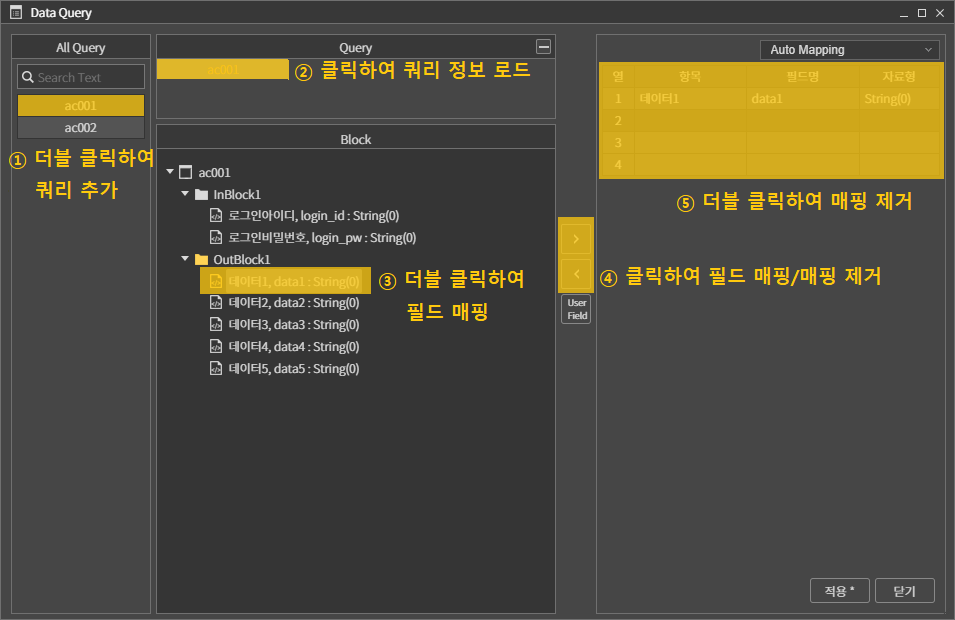 Data Query
All Query
Search Text
ac001
ac002
① 더블 클릭하여
쿼리 추가
Query
ac001
② 클릭하여 쿼리 정보 로드
Block
ac001
InBlock1
로그인아이디, login_id : String(0)
로그인비밀번호, login_pw : String(0)
OutBlock1
데이터1, data1 : String(0)
데이터2, data2 : String(0)
데이터3, data3 : String(0)
데이터4, data4 : String(0)
데이터5, data5 : String(0)
③ 더블 클릭하여
필드 매핑
>
<
User
Field
④ 클릭하여 필드 매핑/매핑 제거
Auto Mapping
열 항목 필드명 자료형
1 테이터1 data1 String(0)
2
3
4
⑤ 더블 클릭하여 매핑 제거
적용 *
닫기